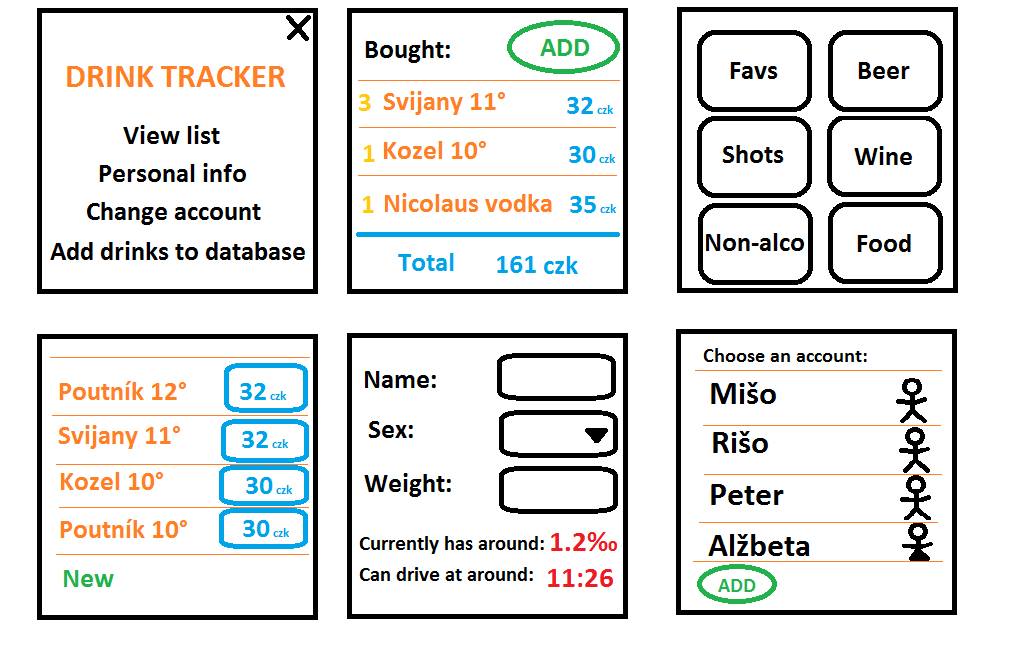 DRINK TRACKER
View list
Personal info
Change account
Add drinks to database
Bought:
ADD
3 Svijany 11° 32 czk
1 Kozel 10° 30 czk
1 Nicolaus vodka 35 czk
Total 161 czk
Favs
Beer
Shots
Wine
Non-alco
Food
Poutník 12° 32 czk
Svijany 11° 32 czk
Kozel 10° 30 czk
Poutník 10° 30 czk
New
Name:
Sex:
Weight:
Currently has around: 1.2‰
Can drive at around: 11:26
Choose an account:
Mišo
Rišo
Peter
Alžbeta
ADD